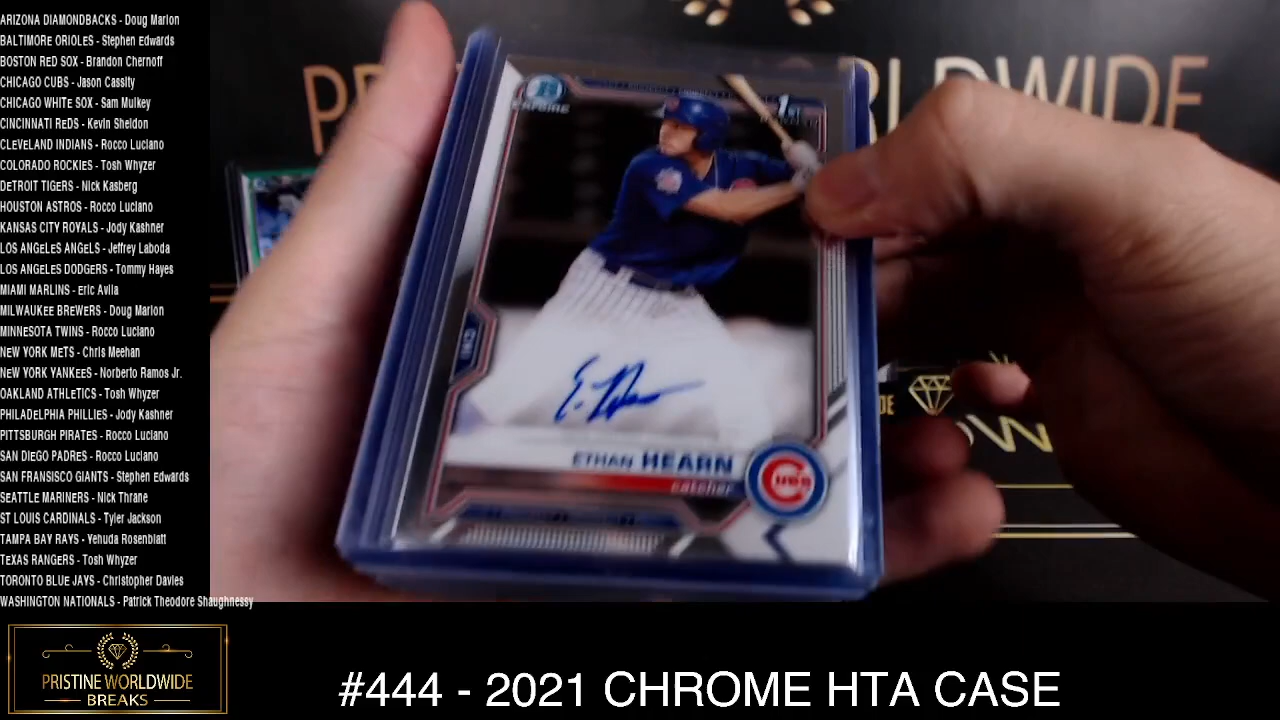 ARIZONA DIAMONDBACKS - Doug Marion
BALTIMORE ORIOLES - Stephen Edwards
BOSTON RED SOX - Brandon Chernoff
CHICAGO CUBS - Jason Cassity
CHICAGO WHITE SOX - Sam Mulkey
CINCINNATI REDS - Kevin Sheldon
CLEVELAND INDIANS - Rocco Luciano
COLORADO ROCKIES - Tosh Whyzer
DETROIT TIGERS - Nick Kasberg
HOUSTON ASTROS - Rocco Luciano
KANSAS CITY ROYALS - Jody Kashner
LOS ANGELES ANGELS - Jeffrey Laboda
LOS ANGELES DODGERS - Tommy Hayes
MIAMI MARLINS - Eric Avila
MILWAUKEE BREWERS - Doug Marion
MINNESOTA TWINS - Rocco Luciano
NEW YORK METS - Chris Meehan
NEW YORK YANKEES - Norberto Ramos Jr.
OAKLAND ATHLETICS - Tosh Whyzer
PHILADELPHIA PHILLIES - Jody Kashner
PITTSBURGH PIRATES - Rocco Luciano
SAN DIEGO PADRES - Rocco Luciano
SAN FRANSISCO GIANTS - Stephen Edwards
SEATTLE MARINERS - Nick Thrane
ST LOUIS CARDINALS - Tyler Jackson
TAMPA BAY RAYS - Yehuda Rosenblatt
TEXAS RANGERS - Tosh Whyzer
TORONTO BLUE JAYS - Christopher Davies
WASHINGTON NATIONALS - Patrick Theodore Shaughnessy
PRISTINE WORLDWIDE
BREAKS
B
CHROME
1ST
E. Hearn
ETHAN HEARN
catcher
CUBS
#444 - 2021 CHROME HTA CASE